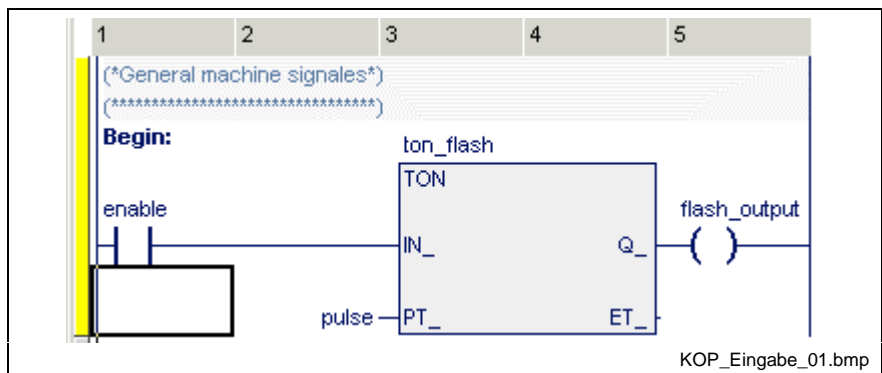 1 2 3 4 5
(*General machine signales*)
(*********************************)
Begin:
ton_flash
TON
enable flash_output
IN_ Q_
pulse PT_ ET_
KOP_Eingabe_01.bmp